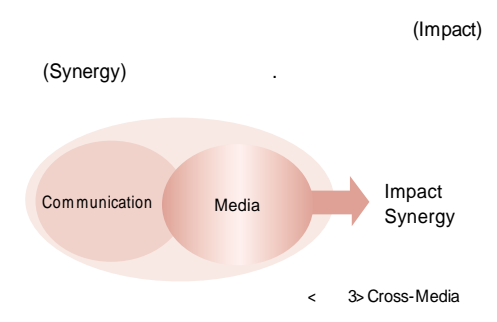 (Impact)
(Synergy) .
Communication
Media
Impact
Synergy
< 3> Cross-Media